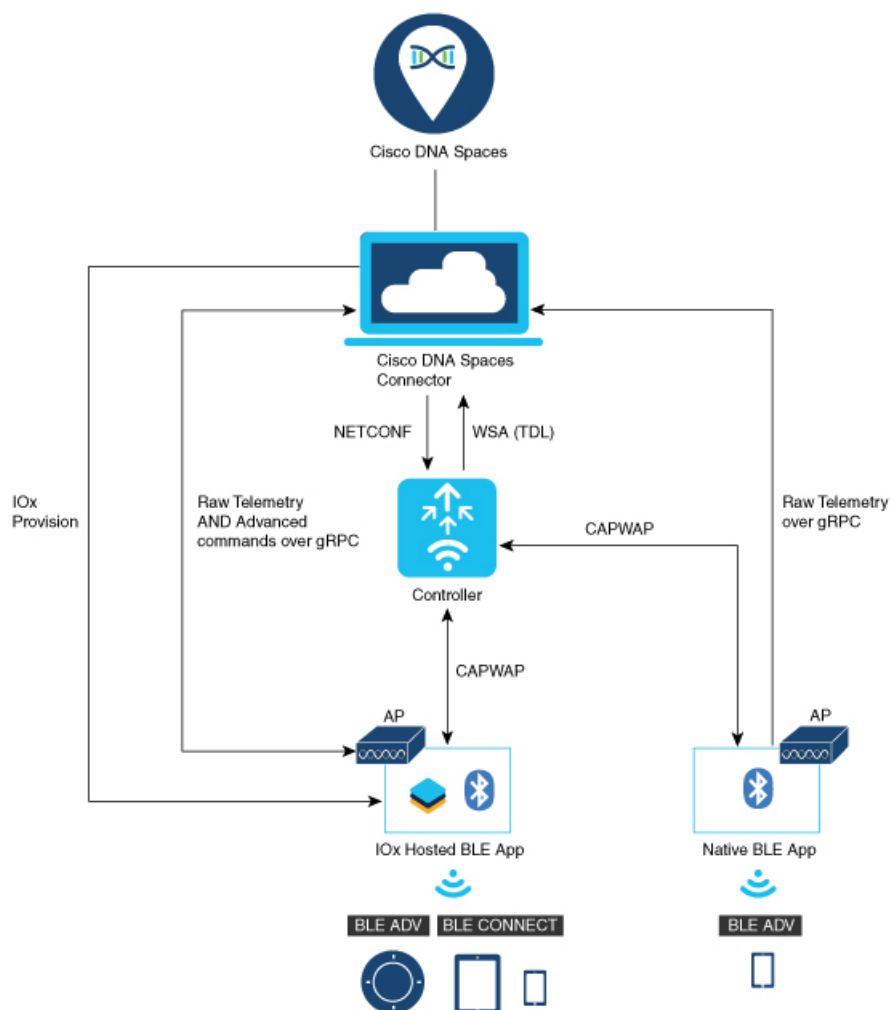 Cisco DNA Spaces
Cisco DNA Spaces
Connector
NETCONF
WSA (TDL)
IOx
Provision
Raw Telemetry
AND Advanced
commands over gRPC
Raw Telemetry
over gRPC
CAPWAP
Controller
CAPWAP
AP
AP
IOx Hosted BLE App
Native BLE App
BLE ADV
BLE CONNECT
BLE ADV